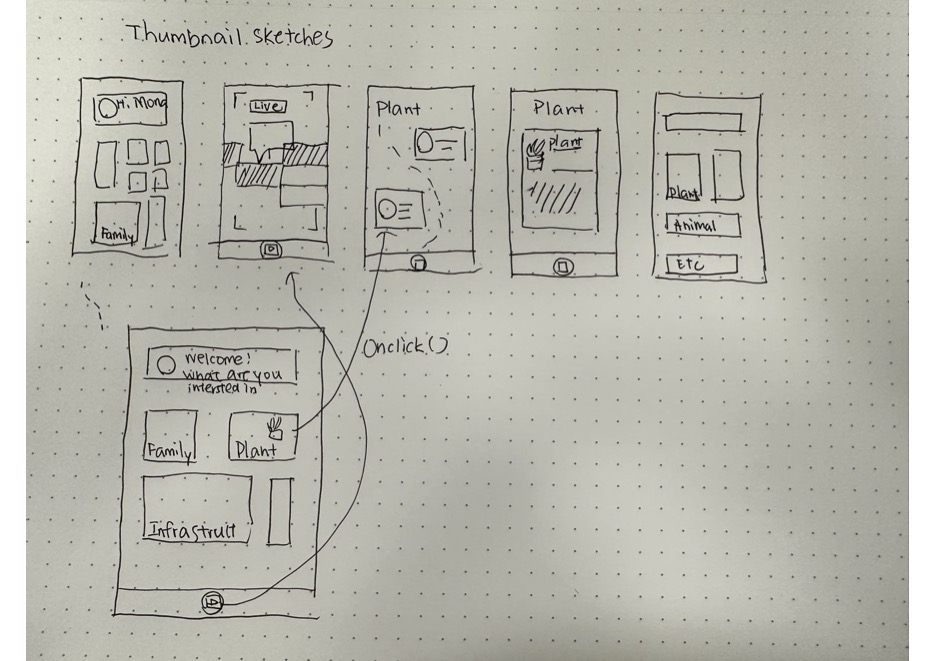 Thumbnail sketches
Hi. Mong
Family
Live
Plant
Plant
plant
plant
Animal
Etc
Onclick()
Welcome!
what are you
intersted in
Family
Plant
Infrastruct